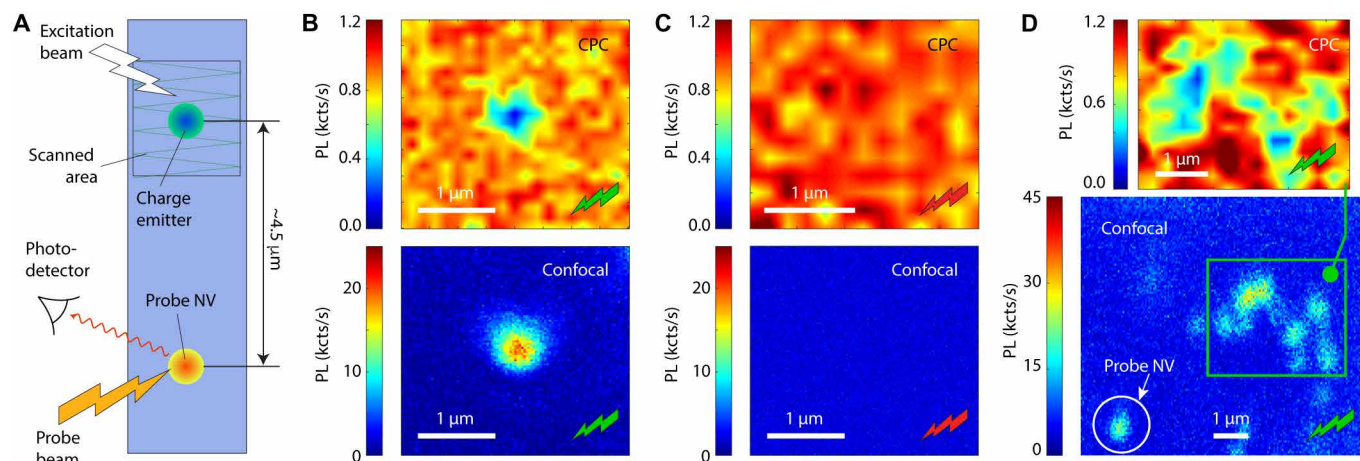 A
Excitation
beam
Scanned
area
Charge
emitter
~4.5 µm
Photo-
detector
Probe NV
Probe
beam
B
PL (kcts/s)
1.2
0.8
0.4
0.0
CPC
1 µm
PL (kcts/s)
20
10
0
Confocal
1 µm
C
PL (kcts/s)
1.2
0.8
0.4
0.0
CPC
1 µm
PL (kcts/s)
20
10
0
Confocal
1 µm
D
PL (kcts/s)
1.2
0.6
0.0
CPC
1 µm
PL (kcts/s)
45
30
15
0
Confocal
Probe NV
1 µm